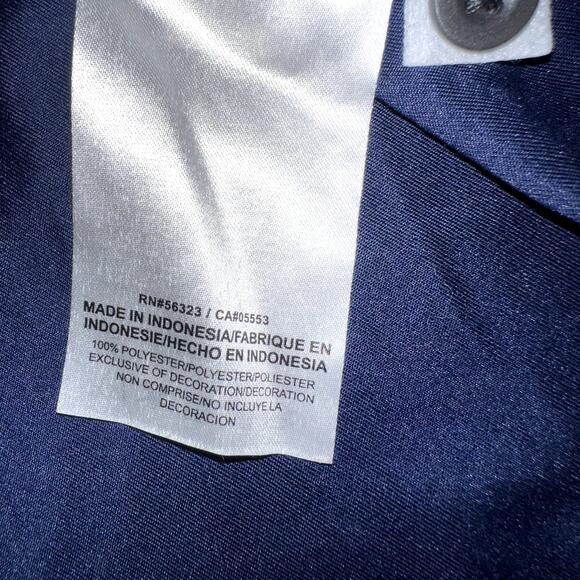 RN#56323 / CA#05553
MADE IN INDONESIA/FABRIQUE EN
INDONESIE/HECHO EN INDONESIA
100% POLYESTER/POLYESTER/POLIESTER
EXCLUSIVE OF DECORATION/DECORATION
NON COMPRISE/NO INCLUYE LA
DECORACION